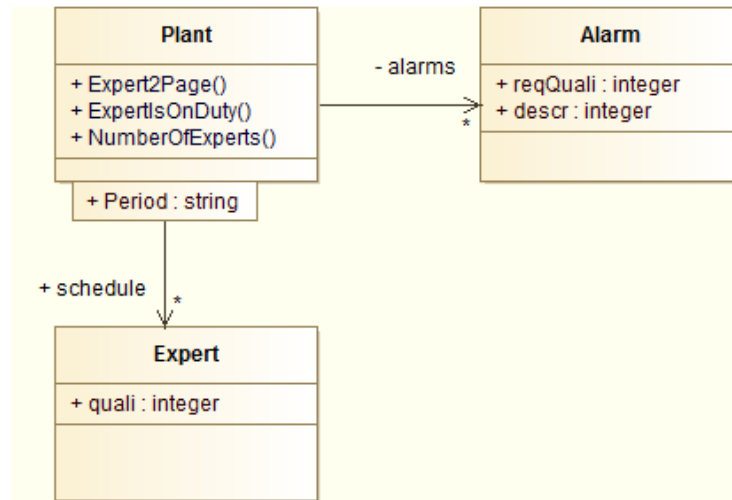 Plant
+ Expert2Page()
+ ExpertIsOnDuty()
+ NumberOfExperts()
+ Period : string
- alarms
*
Alarm
+ reqQuali : integer
+ descr : integer
+ schedule
*
Expert
+ quali : integer